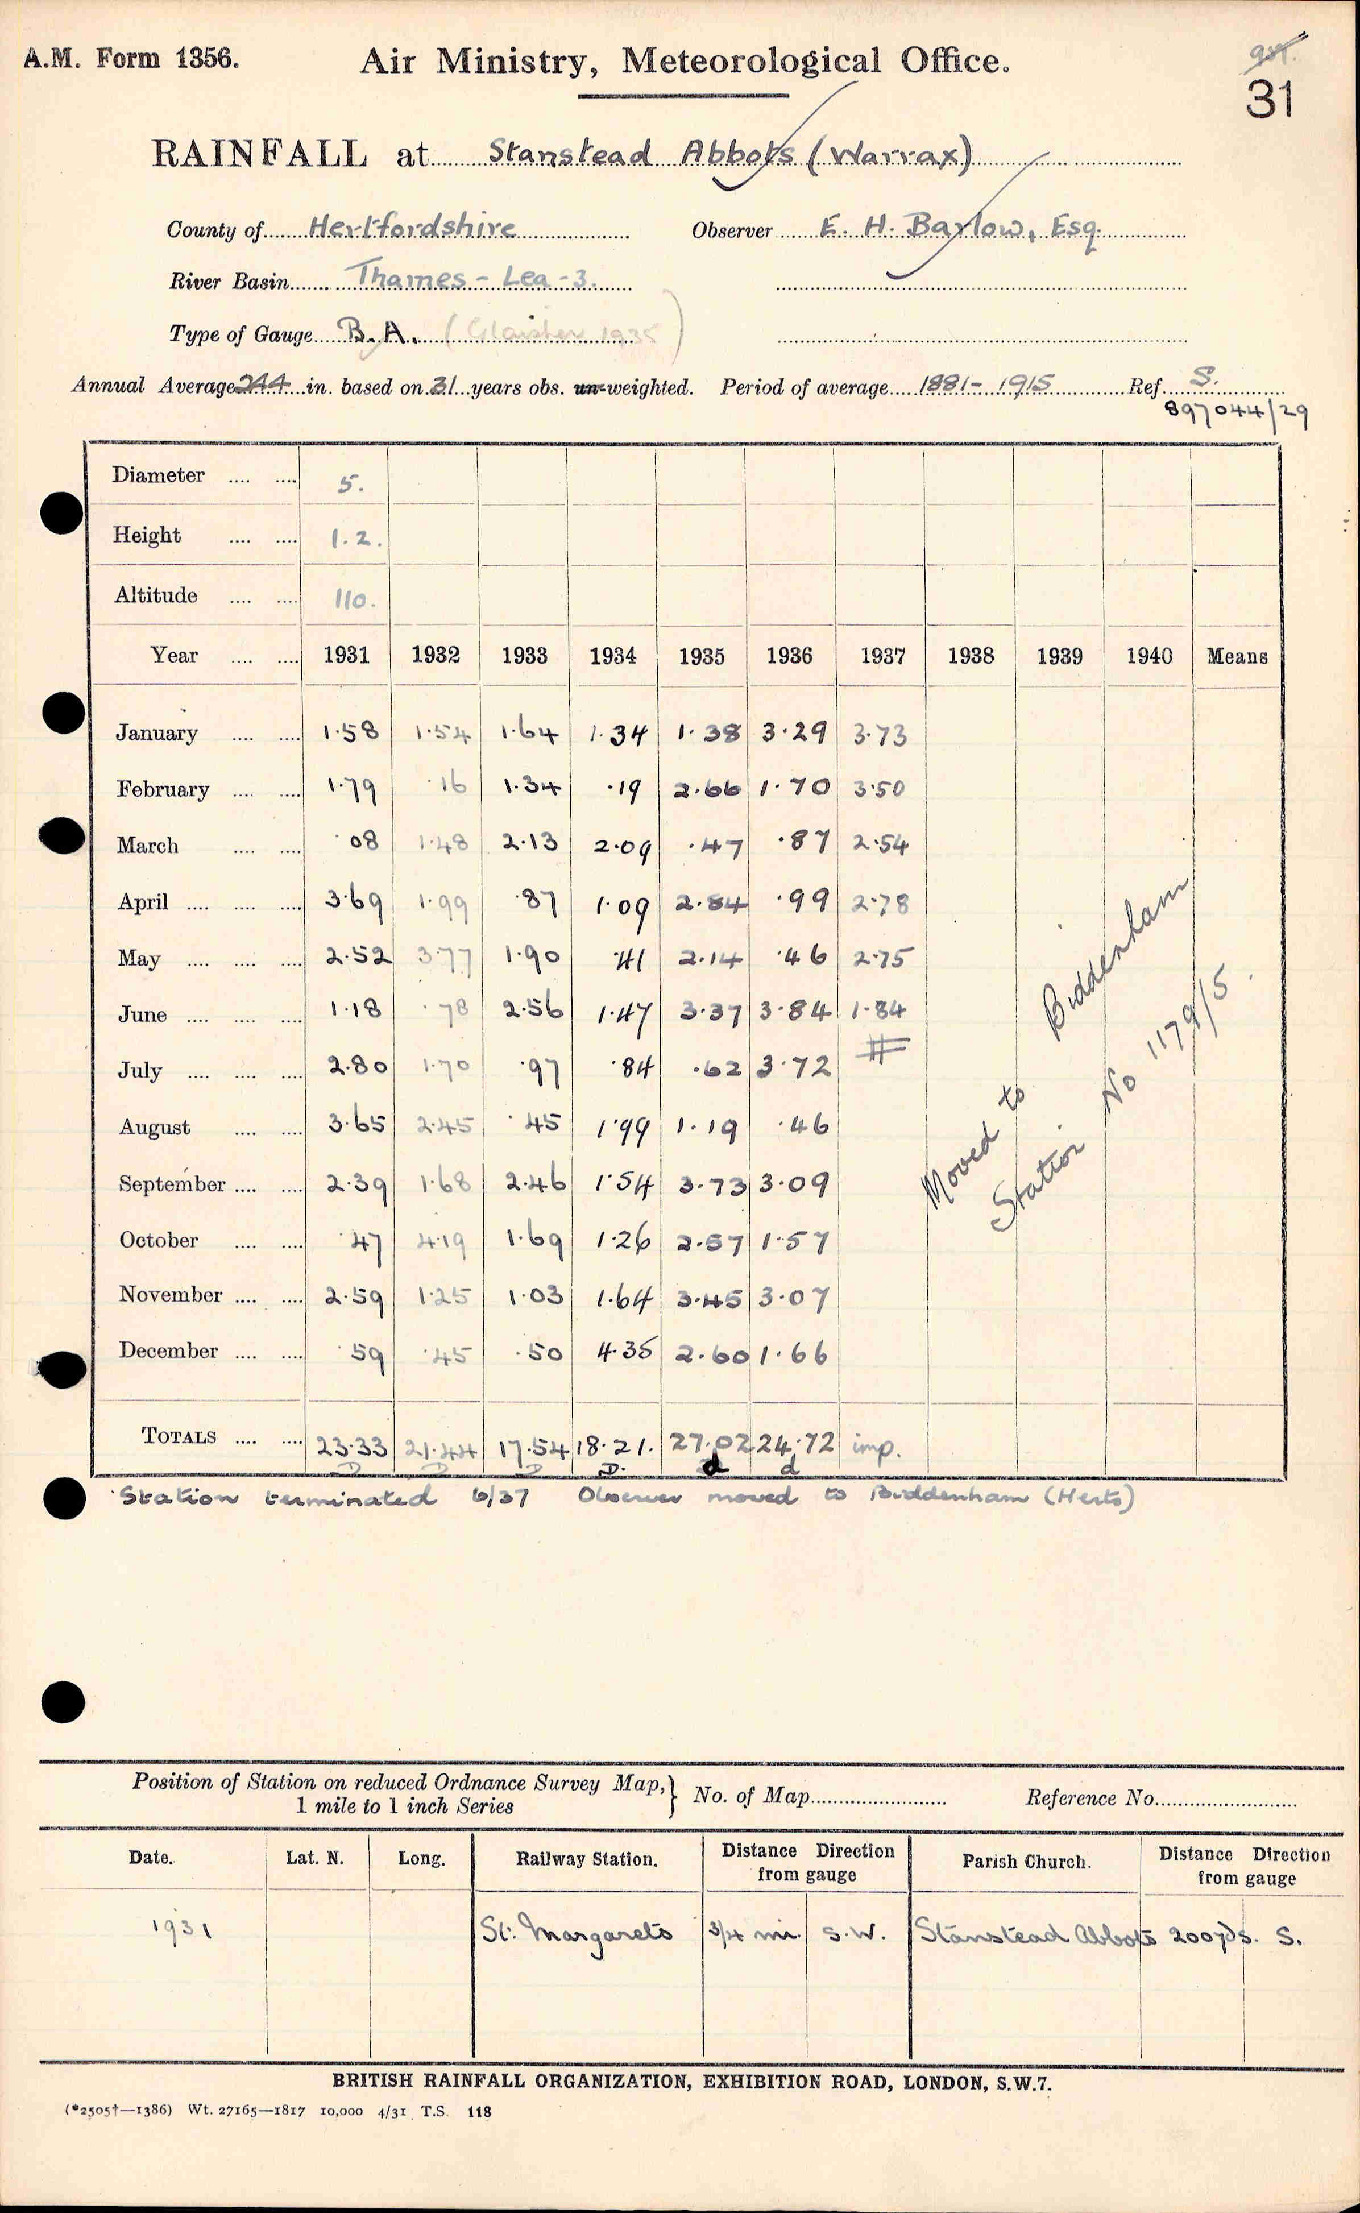 A.M. Form 1356. Air Ministry, Meteorological Office.
31
RAINFALL at Stanstead Abbots (Warrax)
County of Hertfordshire Observer E. H. Barlow, Esq.
River Basin Thames - Lea - 3.
Type of Gauge B.A. (Glaisher 1935)
Annual Average 244 in. based on 31 years obs. un-weighted. Period of average 1881-1915 Ref. S.
897044/29
Diameter .... .... 5.
Height .... .... 1.2.
Altitude .... .... 110.
Year .... .... 1931 1932 1933 1934 1935 1936 1937 1938 1939 1940 Means
January .... .... 1.58 1.54 1.64 1.34 1.38 3.29 3.73
February .... .... 1.79 .16 1.34 .19 2.66 1.70 3.50
March .... .... .08 1.48 2.13 2.09 .47 .87 2.54
April .... .... .... 3.69 1.99 .87 1.09 2.84 .99 2.78
May .... .... .... 2.52 3.77 1.90 .41 2.14 .46 2.75
June .... .... .... 1.18 .78 2.56 1.47 3.37 3.84 1.84
July .... .... .... 2.80 1.70 .97 .84 .62 3.72
August .... .... 3.65 2.45 .45 1.99 1.19 .46
September .... .... 2.39 1.68 2.46 1.54 3.73 3.09
October .... .... .47 4.19 1.69 1.26 2.57 1.57
November .... .... 2.59 1.25 1.03 1.64 3.45 3.07
December .... .... .59 .45 .50 4.35 2.60 1.66
TOTALS .... .... 23.33 21.44 17.54 18.21. 27.02 24.72 imp.
D D D D. d d
Moved to Biddenham
Station No 1179/5.
Station terminated 6/37 Observer moved to Biddenham (Herts)
Position of Station on reduced Ordnance Survey Map, } No. of Map Reference No.
1 mile to 1 inch Series
Date. Lat. N. Long. Railway Station. Distance Direction from gauge Parish Church. Distance Direction from gauge
1931 St. Margarets 3/4 mi. S.W. Stanstead Abbots 200yds. S.
BRITISH RAINFALL ORGANIZATION, EXHIBITION ROAD, LONDON, S.W.7.
(*2505†—1386) Wt. 27165—1817 10,000 4/31 T.S. 118